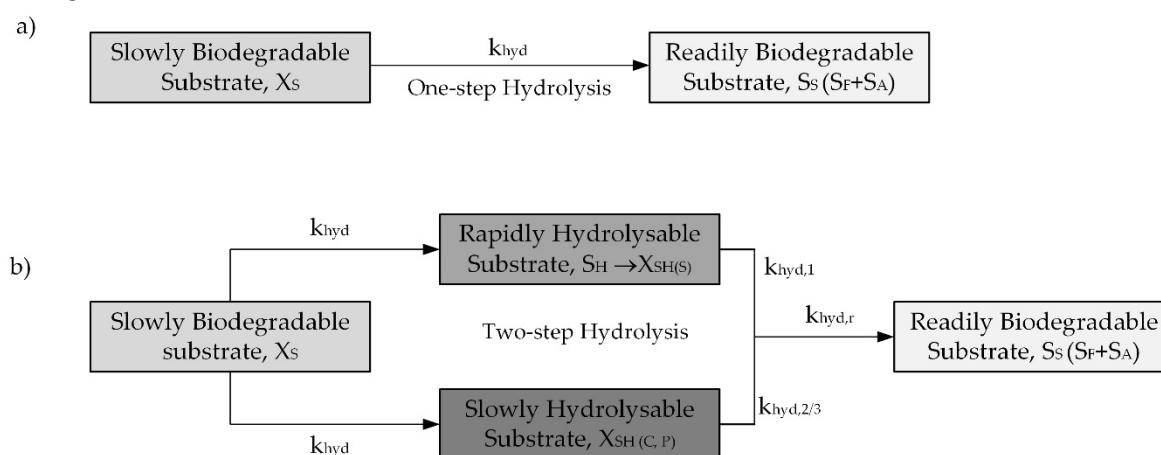 a)
Slowly Biodegradable
Substrate, XS
khyd
One-step Hydrolysis
Readily Biodegradable
Substrate, SS (SF+SA)
b)
Slowly Biodegradable
substrate, XS
khyd
khyd
Rapidly Hydrolysable
Substrate, SH →XSH(S)
Two-step Hydrolysis
Slowly Hydrolysable
Substrate, XSH (C, P)
khyd,1
khyd,2/3
khyd,r
Readily Biodegradable
Substrate, SS (SF+SA)